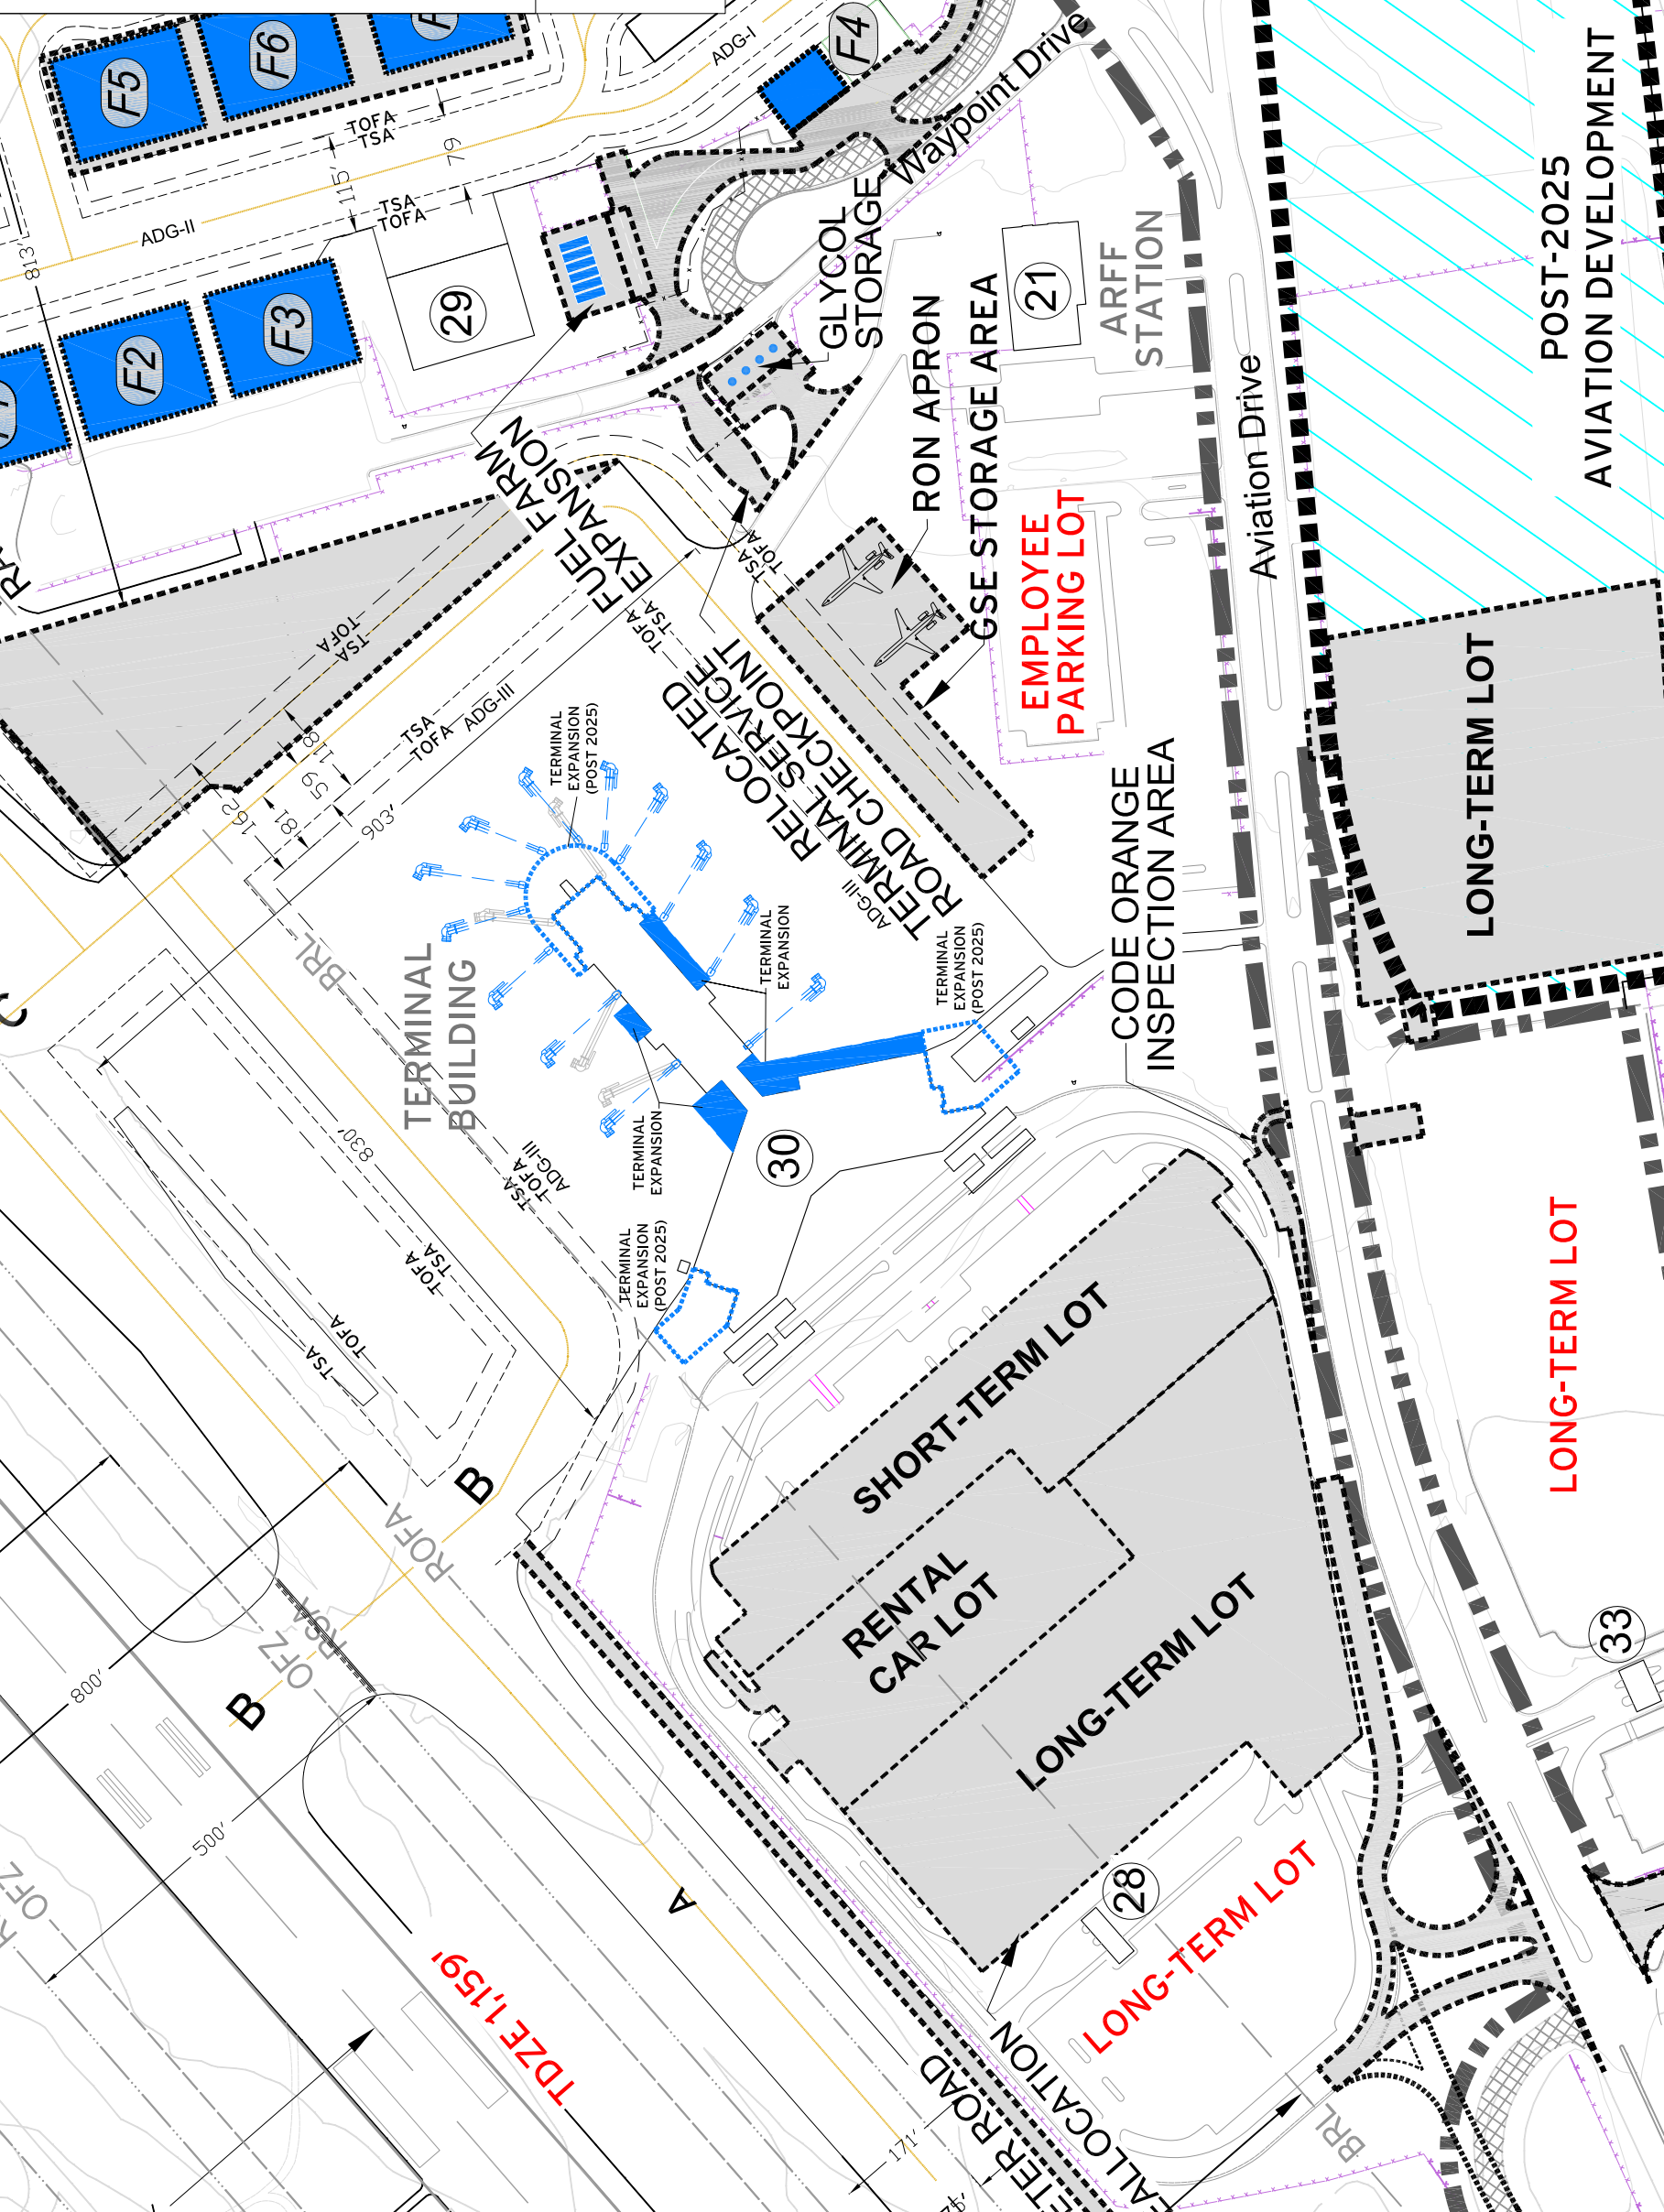 F5
F6
F4
ADG-I
Waypoint Drive
TOFA
TSA
79
115'
TSA
TOFA
ADG-II
813'
F2
F3
29
GLYCOL
STORAGE
21
ARFF
STATION
POST-2025
AVIATION DEVELOPMENT
FUEL FARM
EXPANSION
RON APRON
GSE STORAGE AREA
EMPLOYEE
PARKING LOT
Aviation Drive
TSA
TOFA
TOFA
TSA
TOFA
TSA
RELOCATED
TERMINAL SERVICE
ROAD CHECKPOINT
ADG-III
TSA
TOFA
ADG-III
118
59
81
162
903'
TERMINAL
EXPANSION
(POST 2025)
LONG-TERM LOT
C
BRL
TERMINAL
BUILDING
TERMINAL
EXPANSION
TERMINAL
EXPANSION
(POST 2025)
CODE ORANGE
INSPECTION AREA
830'
TSA
TOFA
ADG-III
TERMINAL
EXPANSION
30
TERMINAL
EXPANSION
(POST 2025)
TOFA
TSA
TOFA
TSA
SHORT-TERM LOT
LONG-TERM LOT
B
ROFA
RSA
OFZ
B
800'
RENTAL
CAR LOT
LONG-TERM LOT
33
500'
OFZ
A
28
TDZE 1,159'
LONG-TERM LOT
BRL
171'